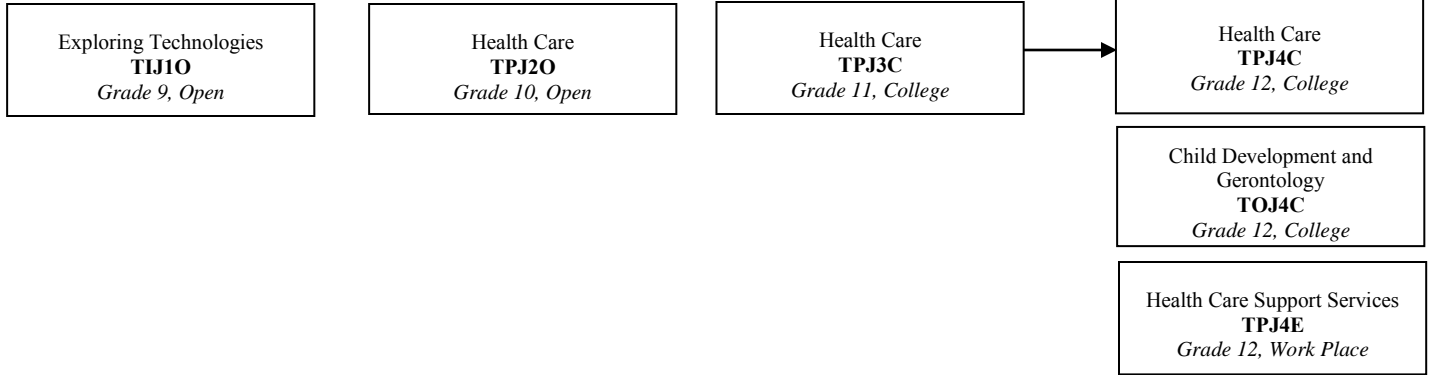 Exploring Technologies
TIJ1O
Grade 9, Open
Health Care
TPJ2O
Grade 10, Open
Health Care
TPJ3C
Grade 11, College
Health Care
TPJ4C
Grade 12, College
Child Development and
Gerontology
TOJ4C
Grade 12, College
Health Care Support Services
TPJ4E
Grade 12, Work Place